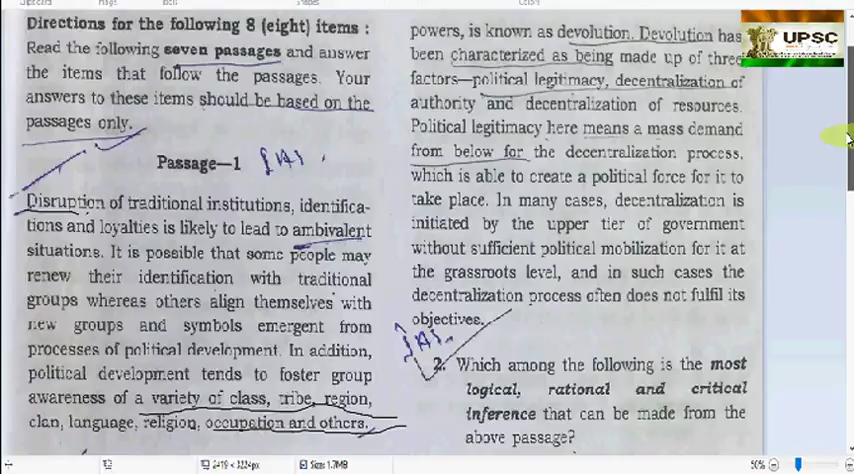 Directions for the following 8 (eight) items :
Read the following seven passages and answer
the items that follow the passages. Your
answers to these items should be based on the
passages only.
Passage—1
Disruption of traditional institutions, identifica-
tions and loyalties is likely to lead to ambivalent
situations. It is possible that some people may
renew their identification with traditional
groups whereas others align themselves with
new groups and symbols emergent from
processes of political development. In addition,
political development tends to foster group
awareness of a variety of class, tribe, region,
clan, language, religion, occupation and others.
powers, is known as devolution. Devolution has
been characterized as being made up of three
factors—political legitimacy, decentralization of
authority and decentralization of resources.
Political legitimacy here means a mass demand
from below for the decentralization process,
which is able to create a political force for it to
take place. In many cases, decentralization is
initiated by the upper tier of government
without sufficient political mobilization for it at
the grassroots level, and in such cases the
decentralization process often does not fulfil its
objectives.
2. Which among the following is the most
logical, rational and critical
inference that can be made from the
above passage?
UPSC
2419 × 3224px
Size: 1.7MB
50%